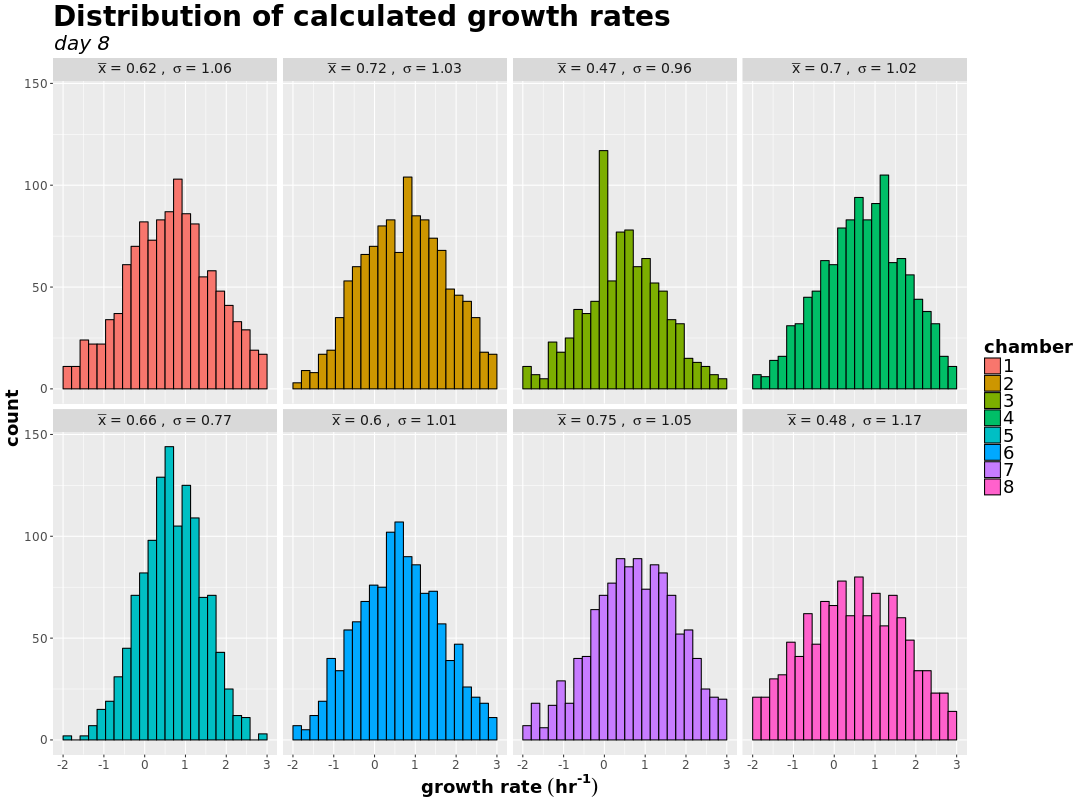 Distribution of calculated growth rates
day 8
x̅ = 0.62 , σ = 1.06
x̅ = 0.72 , σ = 1.03
x̅ = 0.47 , σ = 0.96
x̅ = 0.7 , σ = 1.02
150
100
50
0
x̅ = 0.66 , σ = 0.77
x̅ = 0.6 , σ = 1.01
x̅ = 0.75 , σ = 1.05
x̅ = 0.48 , σ = 1.17
150
100
50
0
count
-2 -1 0 1 2 3
-2 -1 0 1 2 3
-2 -1 0 1 2 3
-2 -1 0 1 2 3
growth rate (hr⁻¹)
chamber
1
2
3
4
5
6
7
8